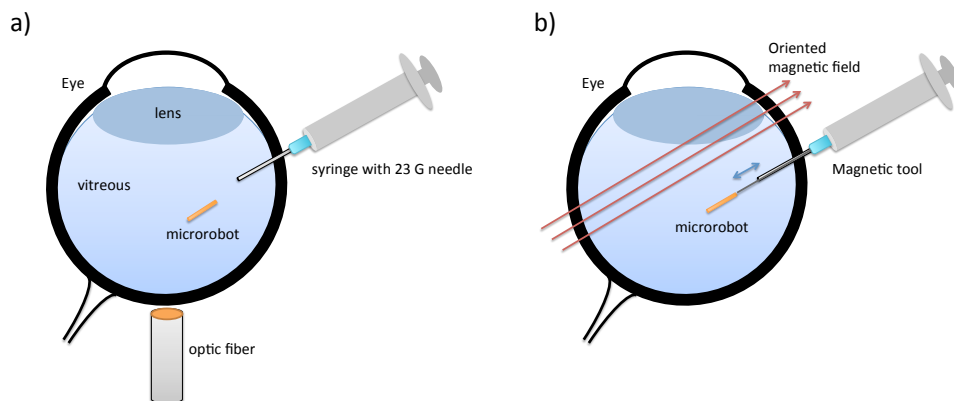 a)
Eye
lens
syringe with 23 G needle
vitreous
microrobot
optic fiber
b)
Oriented
magnetic field
Eye
Magnetic tool
microrobot